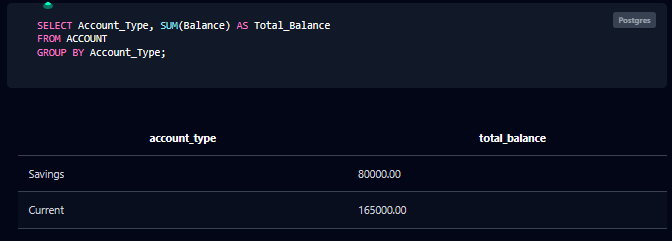 Postgres
SELECT Account_Type, SUM(Balance) AS Total_Balance
FROM ACCOUNT
GROUP BY Account_Type;
account_type total_balance
Savings 80000.00
Current 165000.00